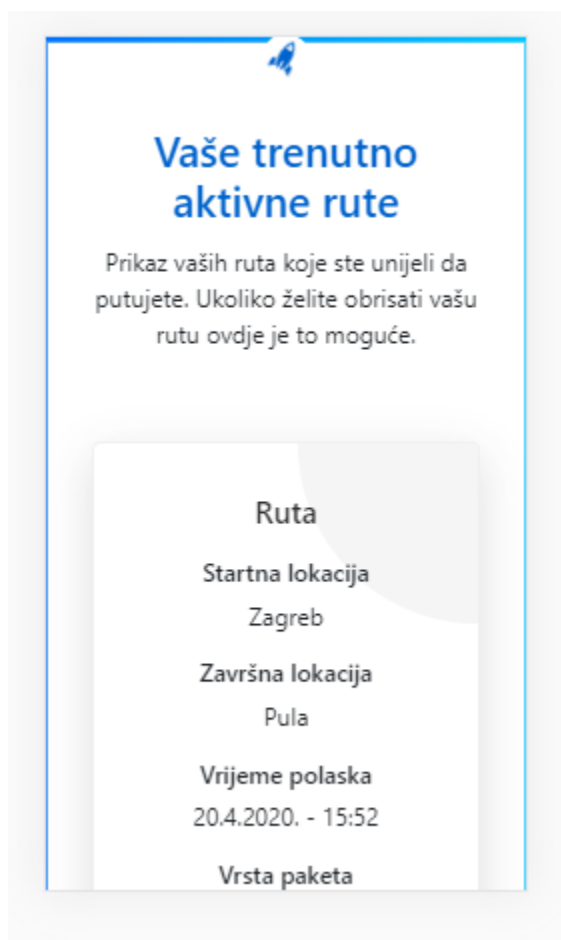 Vaše trenutno
aktivne rute
Prikaz vaših ruta koje ste unijeli da
putujete. Ukoliko želite obrisati vašu
rutu ovdje je to moguće.
Ruta
Startna lokacija
Zagreb
Završna lokacija
Pula
Vrijeme polaska
20.4.2020. - 15:52
Vrsta paketa